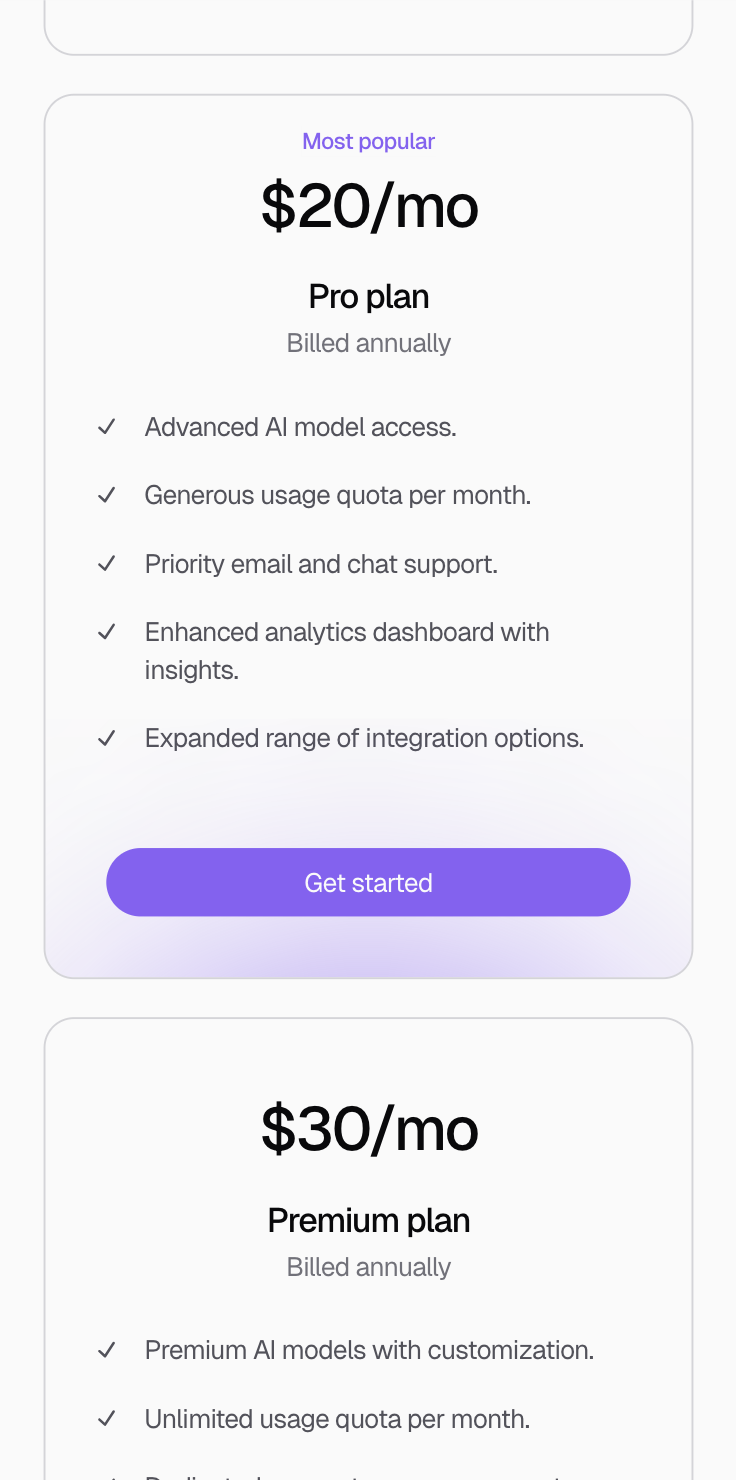 Most popular
$20/mo
Pro plan
Billed annually
Advanced AI model access.
Generous usage quota per month.
Priority email and chat support.
Enhanced analytics dashboard with
insights.
Expanded range of integration options.
Get started
$30/mo
Premium plan
Billed annually
Premium AI models with customization.
Unlimited usage quota per month.